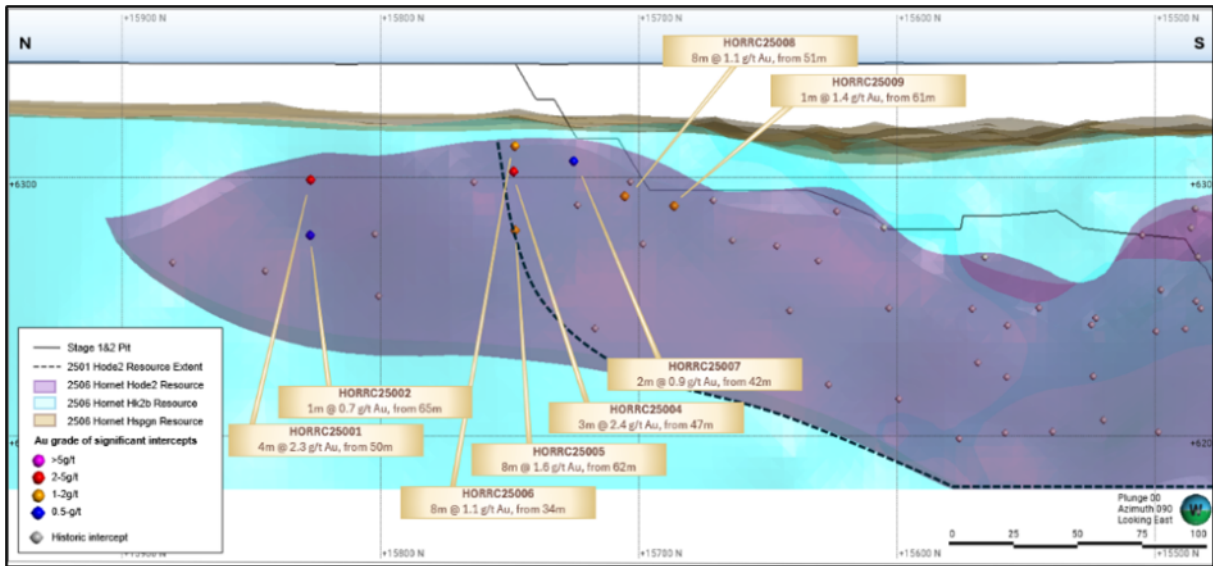 +15900 N
+15800 N
+15700 N
+15600 N
+15500 N
N
S
HORRC25008
8m @ 1.1 g/t Au, from 51m
HORRC25009
1m @ 1.4 g/t Au, from 61m
+6300
+6300
Stage 1&2 Pit
2501 Hode2 Resource Extent
2506 Hornet Hode2 Resource
2506 Hornet Hk2b Resource
2506 Hornet Hspgn Resource
Au grade of significant intercepts
>5g/t
2-5g/t
1-2g/t
0.5-g/t
Historic intercept
HORRC25007
2m @ 0.9 g/t Au, from 42m
HORRC25002
1m @ 0.7 g/t Au, from 65m
HORRC25004
3m @ 2.4 g/t Au, from 47m
HORRC25001
4m @ 2.3 g/t Au, from 50m
HORRC25005
8m @ 1.6 g/t Au, from 62m
HORRC25006
8m @ 1.1 g/t Au, from 34m
Plunge 00
Azimuth 090
Looking East
W
0 25 50 75 100
+15900 N
+15800 N
+15700 N
+15600 N
+15500 N